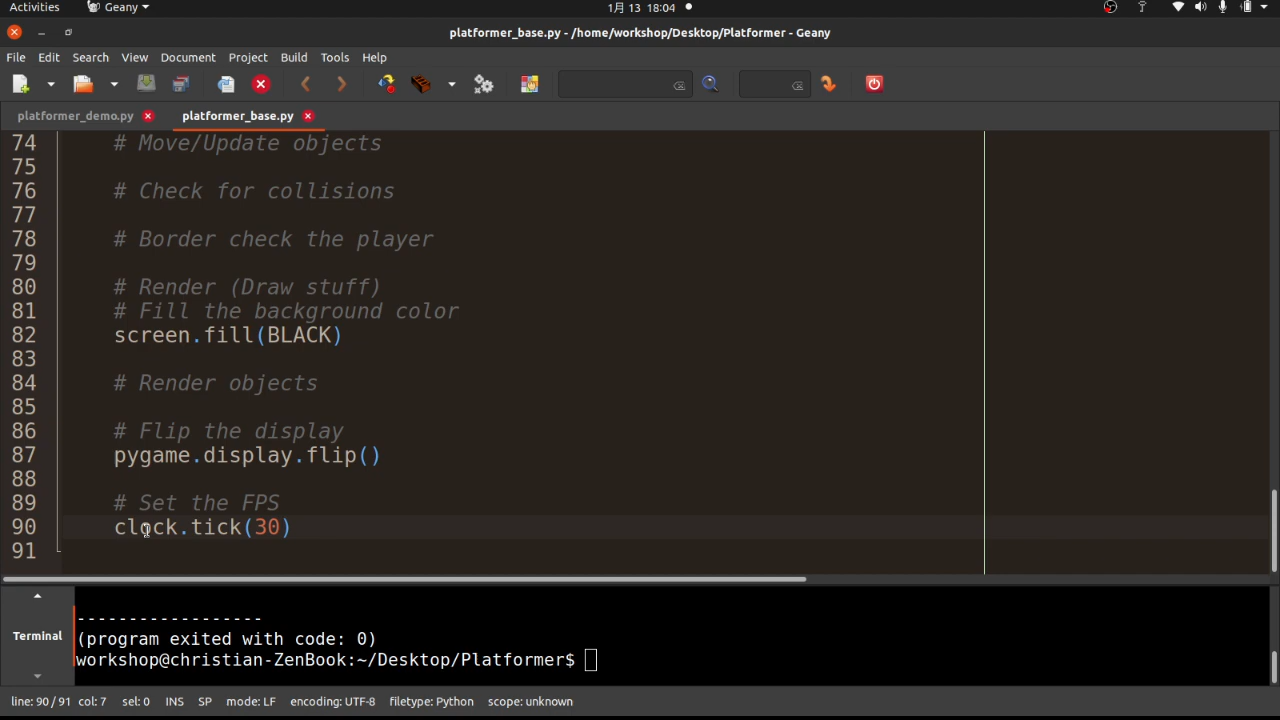 Activities Geany 1月 13 18:04
platformer_base.py - /home/workshop/Desktop/Platformer - Geany
File Edit Search View Document Project Build Tools Help
platformer_demo.py platformer_base.py
74 # Move/Update objects
75
76 # Check for collisions
77
78 # Border check the player
79
80 # Render (Draw stuff)
81 # Fill the background color
82 screen.fill(BLACK)
83
84 # Render objects
85
86 # Flip the display
87 pygame.display.flip()
88
89 # Set the FPS
90 clock.tick(30)
91
Terminal
-----------------
(program exited with code: 0)
workshop@christian-ZenBook:~/Desktop/Platformer$
line: 90 / 91 col: 7 sel: 0 INS SP mode: LF encoding: UTF-8 filetype: Python scope: unknown